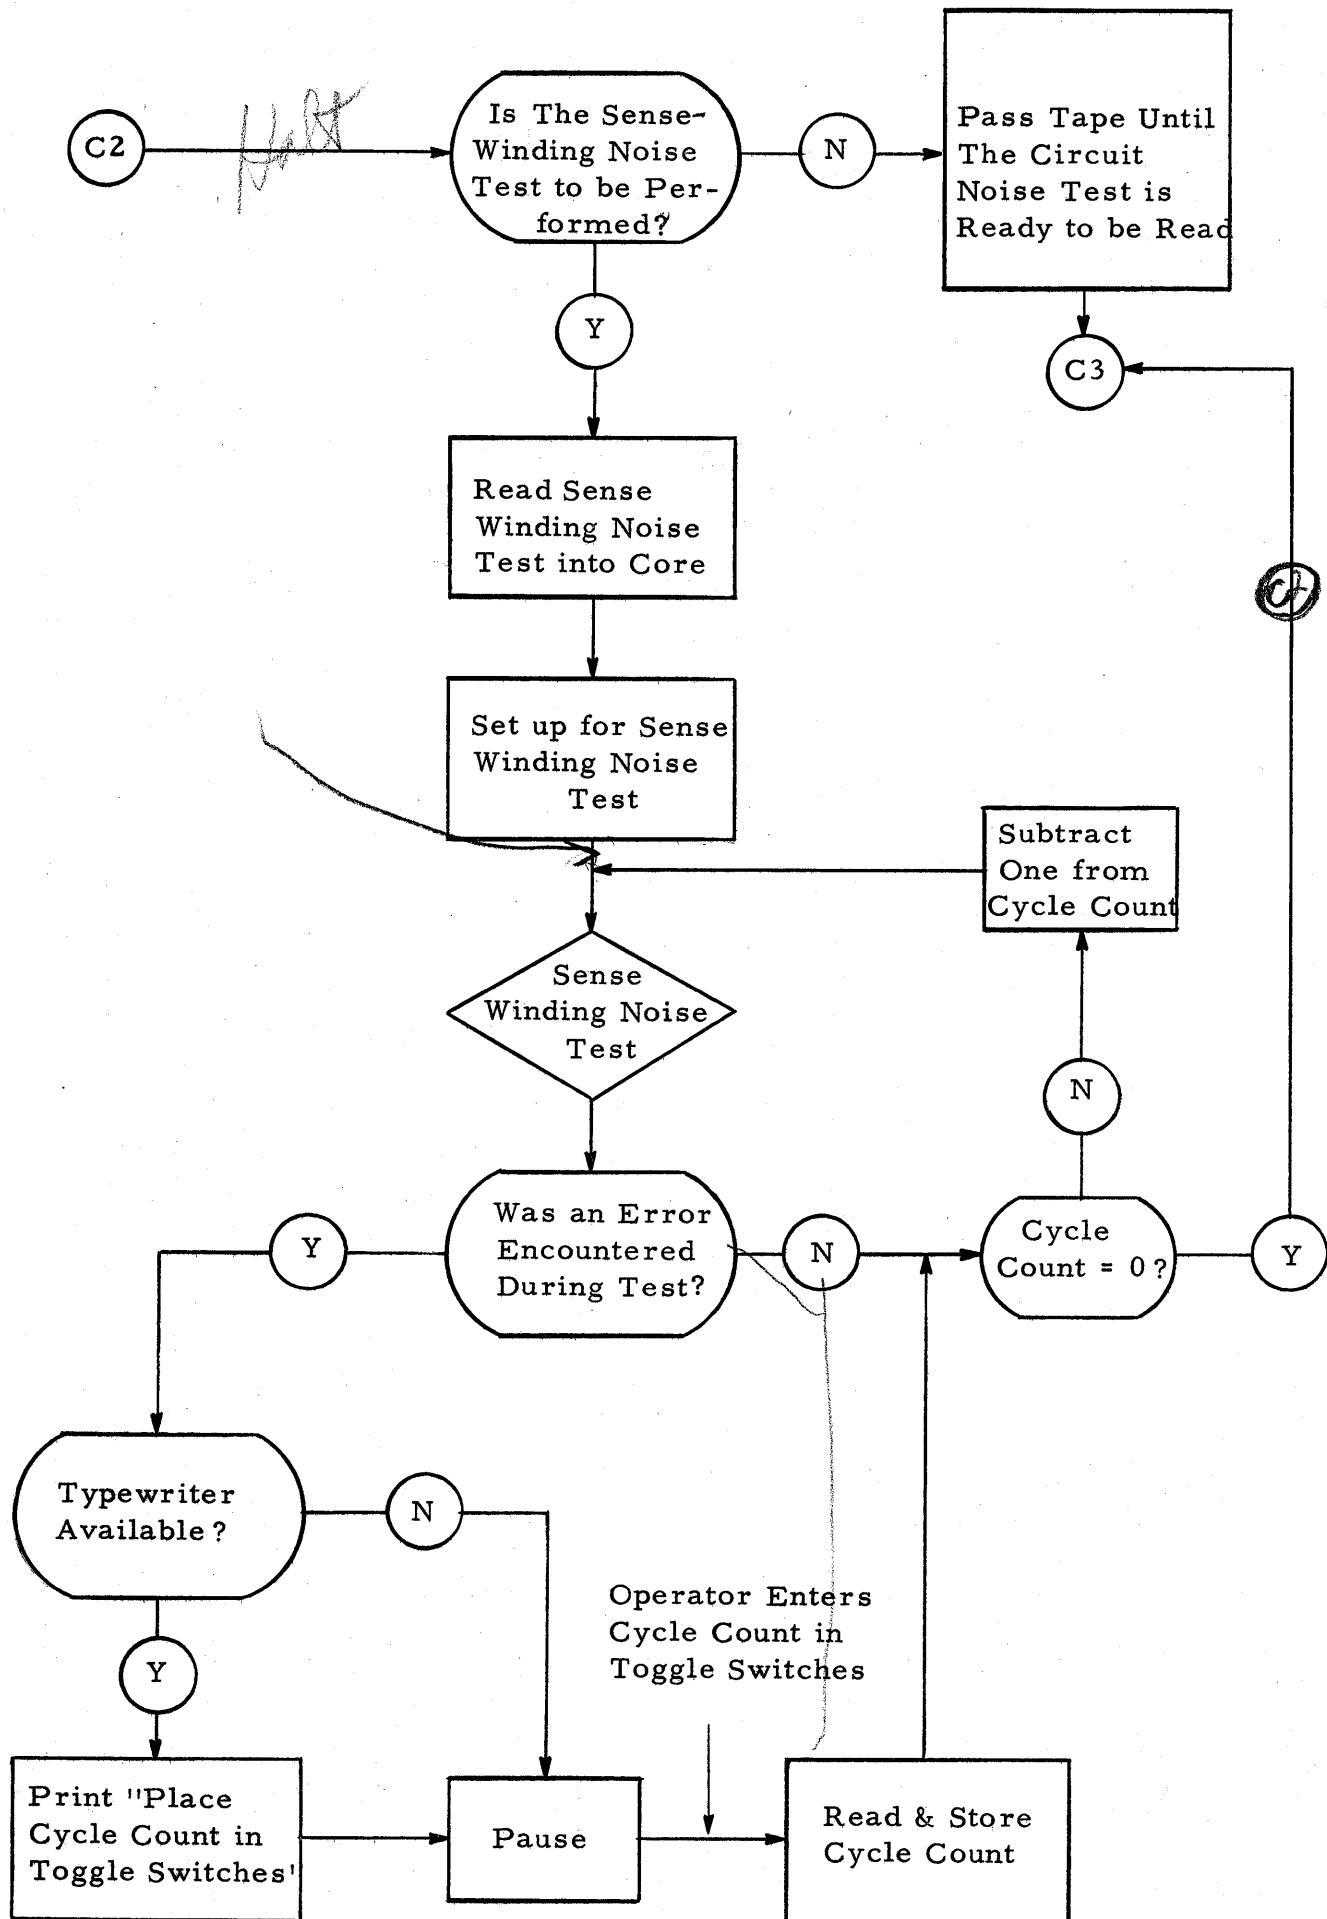 C2
Halt
Is The Sense-
Winding Noise
Test to be Per-
formed?
N
Pass Tape Until
The Circuit
Noise Test is
Ready to be Read
Y
C3
Read Sense
Winding Noise
Test into Core
Set up for Sense
Winding Noise
Test
Subtract
One from
Cycle Count
Sense
Winding Noise
Test
N
Was an Error
Encountered
During Test?
Y
N
Cycle
Count = 0?
Y
Typewriter
Available?
N
Operator Enters
Cycle Count in
Toggle Switches
Y
Print "Place
Cycle Count in
Toggle Switches'
Pause
Read & Store
Cycle Count